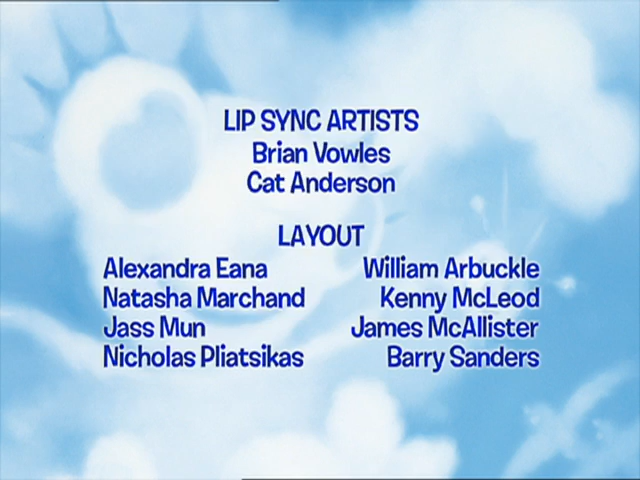 LIP SYNC ARTISTS
Brian Vowles
Cat Anderson
LAYOUT
Alexandra Eana William Arbuckle
Natasha Marchand Kenny McLeod
Jass Mun James McAllister
Nicholas Pliatsikas Barry Sanders